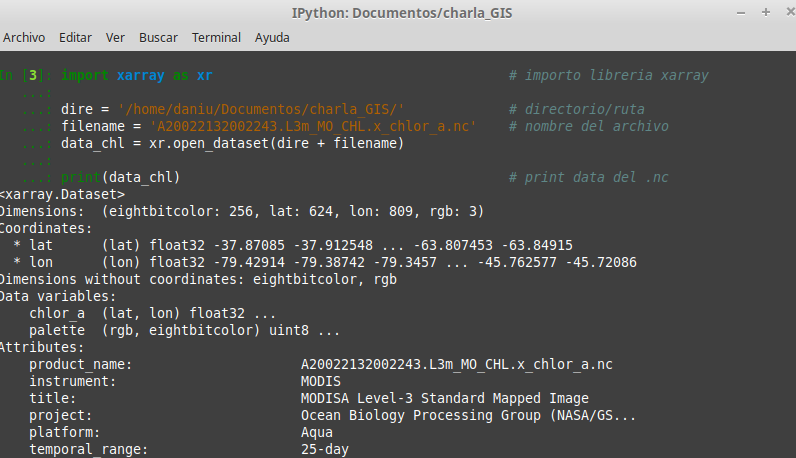 IPython: Documentos/charla_GIS
Archivo Editar Ver Buscar Terminal Ayuda
In [3]: import xarray as xr # importo libreria xarray
...:
...: dire = '/home/daniu/Documentos/charla_GIS/' # directorio/ruta
...: filename = 'A20022132002243.L3m_MO_CHL.x_chlor_a.nc' # nombre del archivo
...: data_chl = xr.open_dataset(dire + filename)
...:
...: print(data_chl) # print data del .nc
<xarray.Dataset>
Dimensions: (eightbitcolor: 256, lat: 624, lon: 809, rgb: 3)
Coordinates:
* lat (lat) float32 -37.87085 -37.912548 ... -63.807453 -63.84915
* lon (lon) float32 -79.42914 -79.38742 -79.3457 ... -45.762577 -45.72086
Dimensions without coordinates: eightbitcolor, rgb
Data variables:
chlor_a (lat, lon) float32 ...
palette (rgb, eightbitcolor) uint8 ...
Attributes:
product_name: A20022132002243.L3m_MO_CHL.x_chlor_a.nc
instrument: MODIS
title: MODISA Level-3 Standard Mapped Image
project: Ocean Biology Processing Group (NASA/GS...
platform: Aqua
temporal_range: 25-day